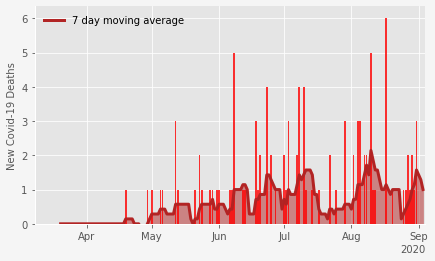 6
7 day moving average
5
4
3
2
1
0
New Covid-19 Deaths
Apr
May
Jun
Jul
Aug
Sep
2020